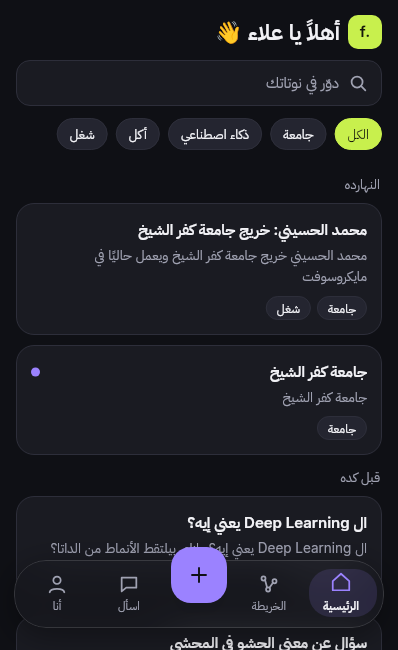 f.
أهلاً يا علاء 👋
دوّر في نوتاتك
الكل
جامعة
ذكاء اصطناعي
أكل
شغل
النهارده
محمد الحسيني: خريج جامعة كفر الشيخ
محمد الحسيني خريج جامعة كفر الشيخ ويعمل حاليًا في
مايكروسوفت
جامعة
شغل
جامعة كفر الشيخ
جامعة كفر الشيخ
جامعة
قبل كده
ال Deep Learning يعني إيه؟
ال Deep Learning يعني إيه؟ بيلتقط الأنماط من الداتا؟
الرئيسية
الخريطة
اسأل
أنا
سؤال عن معنى الحشو في المحشي